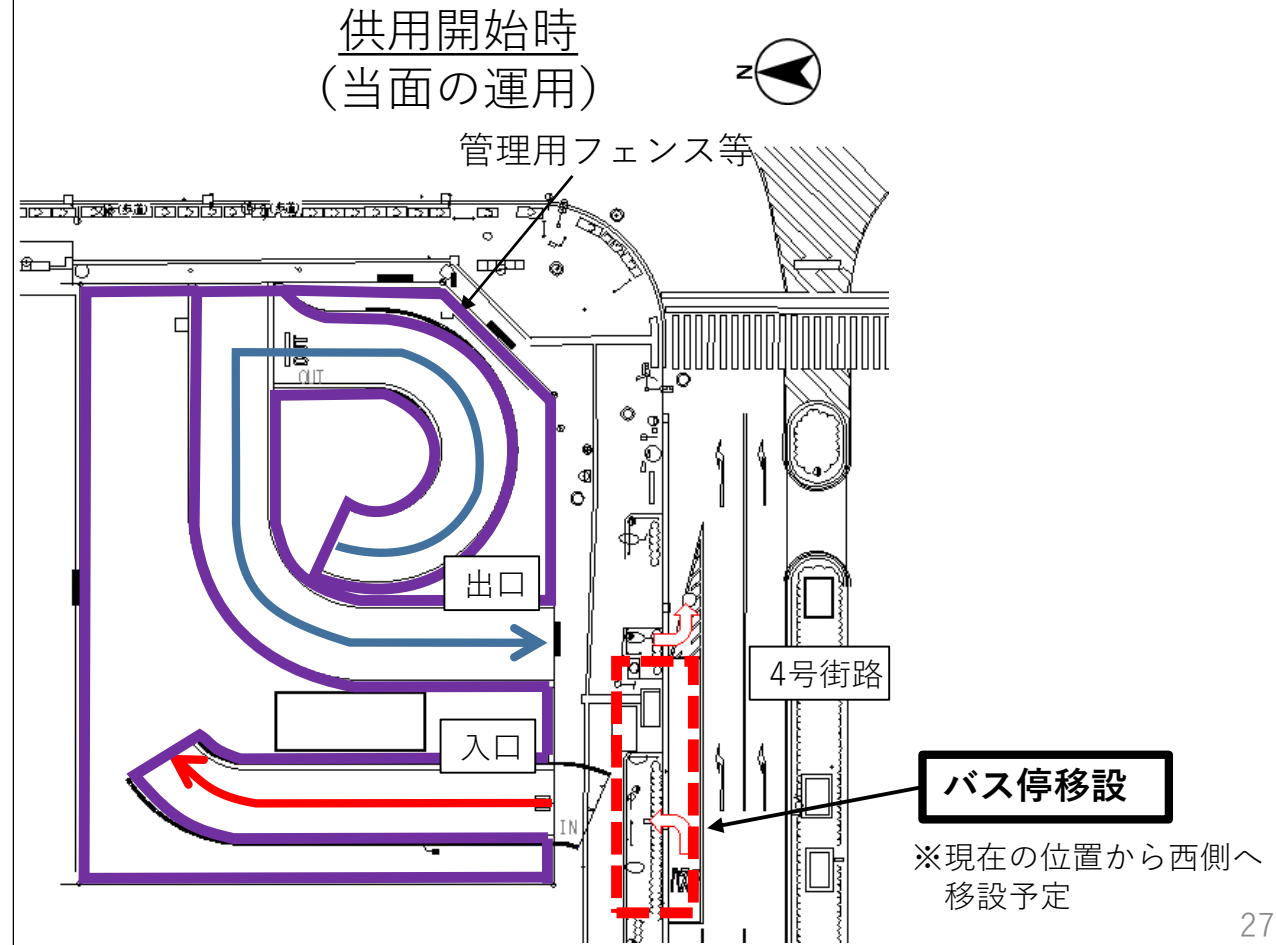 供用開始時
(当面の運用)
N
管理用フェンス等
OUT
出口
4号街路
入口
IN
バス停移設
※現在の位置から西側へ
移設予定
27